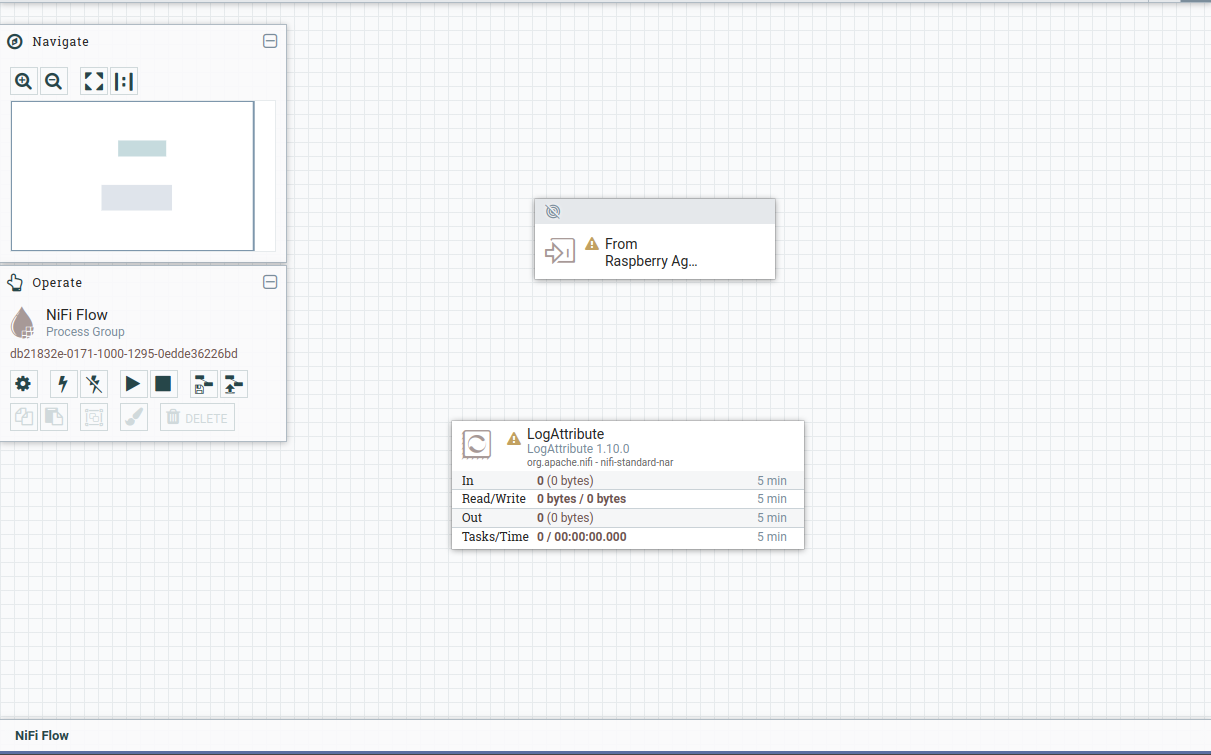 Navigate
Operate
NiFi Flow
Process Group
db21832e-0171-1000-1295-0edde36226bd
DELETE
From
Raspberry Ag...
LogAttribute
LogAttribute 1.10.0
org.apache.nifi - nifi-standard-nar
In 0 (0 bytes) 5 min
Read/Write 0 bytes / 0 bytes 5 min
Out 0 (0 bytes) 5 min
Tasks/Time 0 / 00:00:00.000 5 min
NiFi Flow